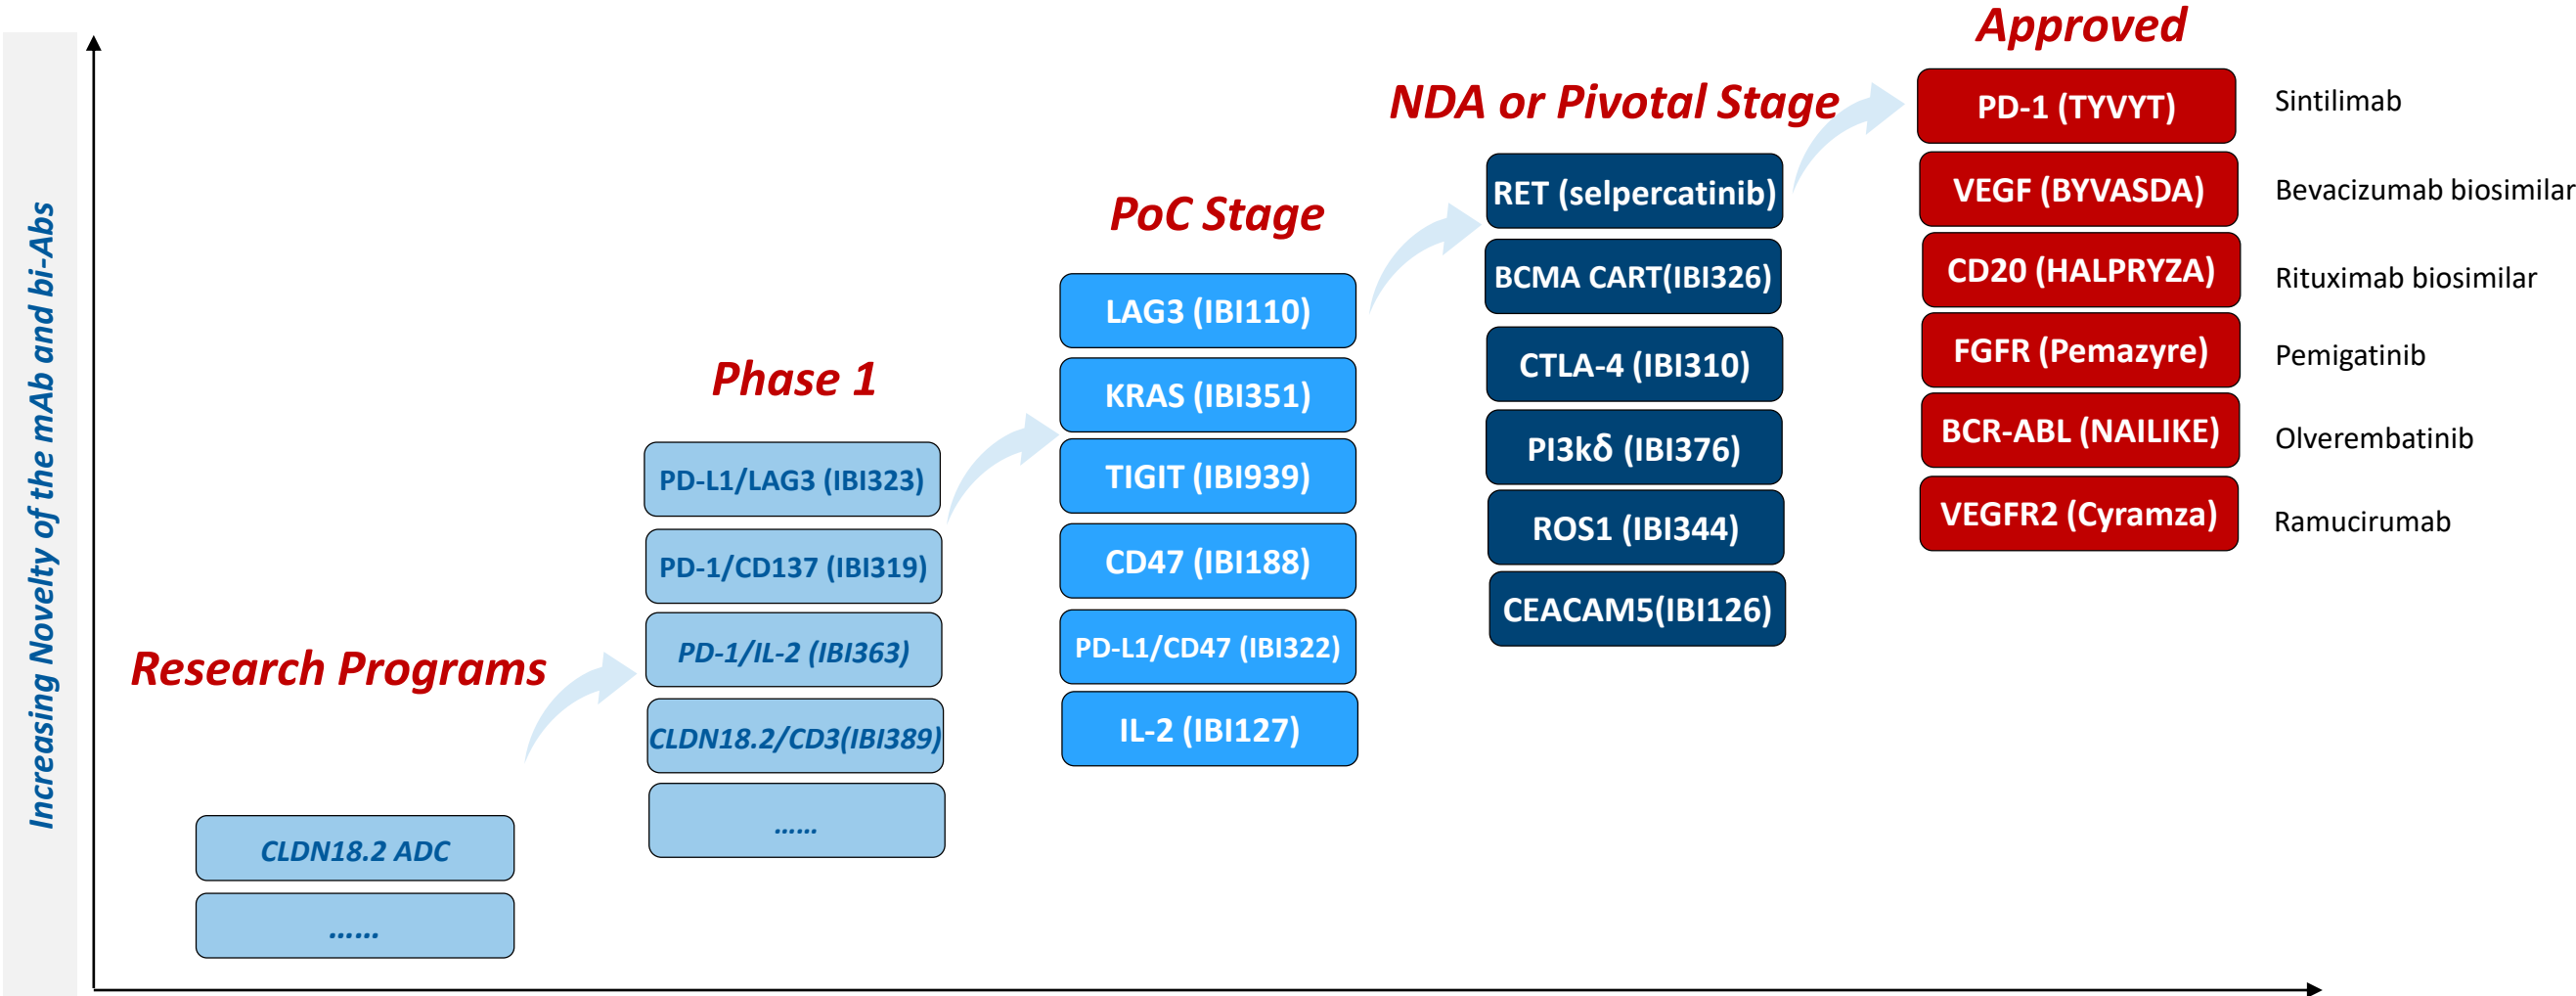 Increasing Novelty of the mAb and bi-Abs
Research Programs
CLDN18.2 ADC
......
Phase 1
PD-L1/LAG3 (IBI323)
PD-1/CD137 (IBI319)
PD-1/IL-2 (IBI363)
CLDN18.2/CD3(IBI389)
......
PoC Stage
LAG3 (IBI110)
KRAS (IBI351)
TIGIT (IBI939)
CD47 (IBI188)
PD-L1/CD47 (IBI322)
IL-2 (IBI127)
NDA or Pivotal Stage
RET (selpercatinib)
BCMA CART(IBI326)
CTLA-4 (IBI310)
PI3kδ (IBI376)
ROS1 (IBI344)
CEACAM5(IBI126)
Approved
PD-1 (TYVYT)
Sintilimab
VEGF (BYVASDA)
Bevacizumab biosimilar
CD20 (HALPRYZA)
Rituximab biosimilar
FGFR (Pemazyre)
Pemigatinib
BCR-ABL (NAILIKE)
Olverembatinib
VEGFR2 (Cyramza)
Ramucirumab